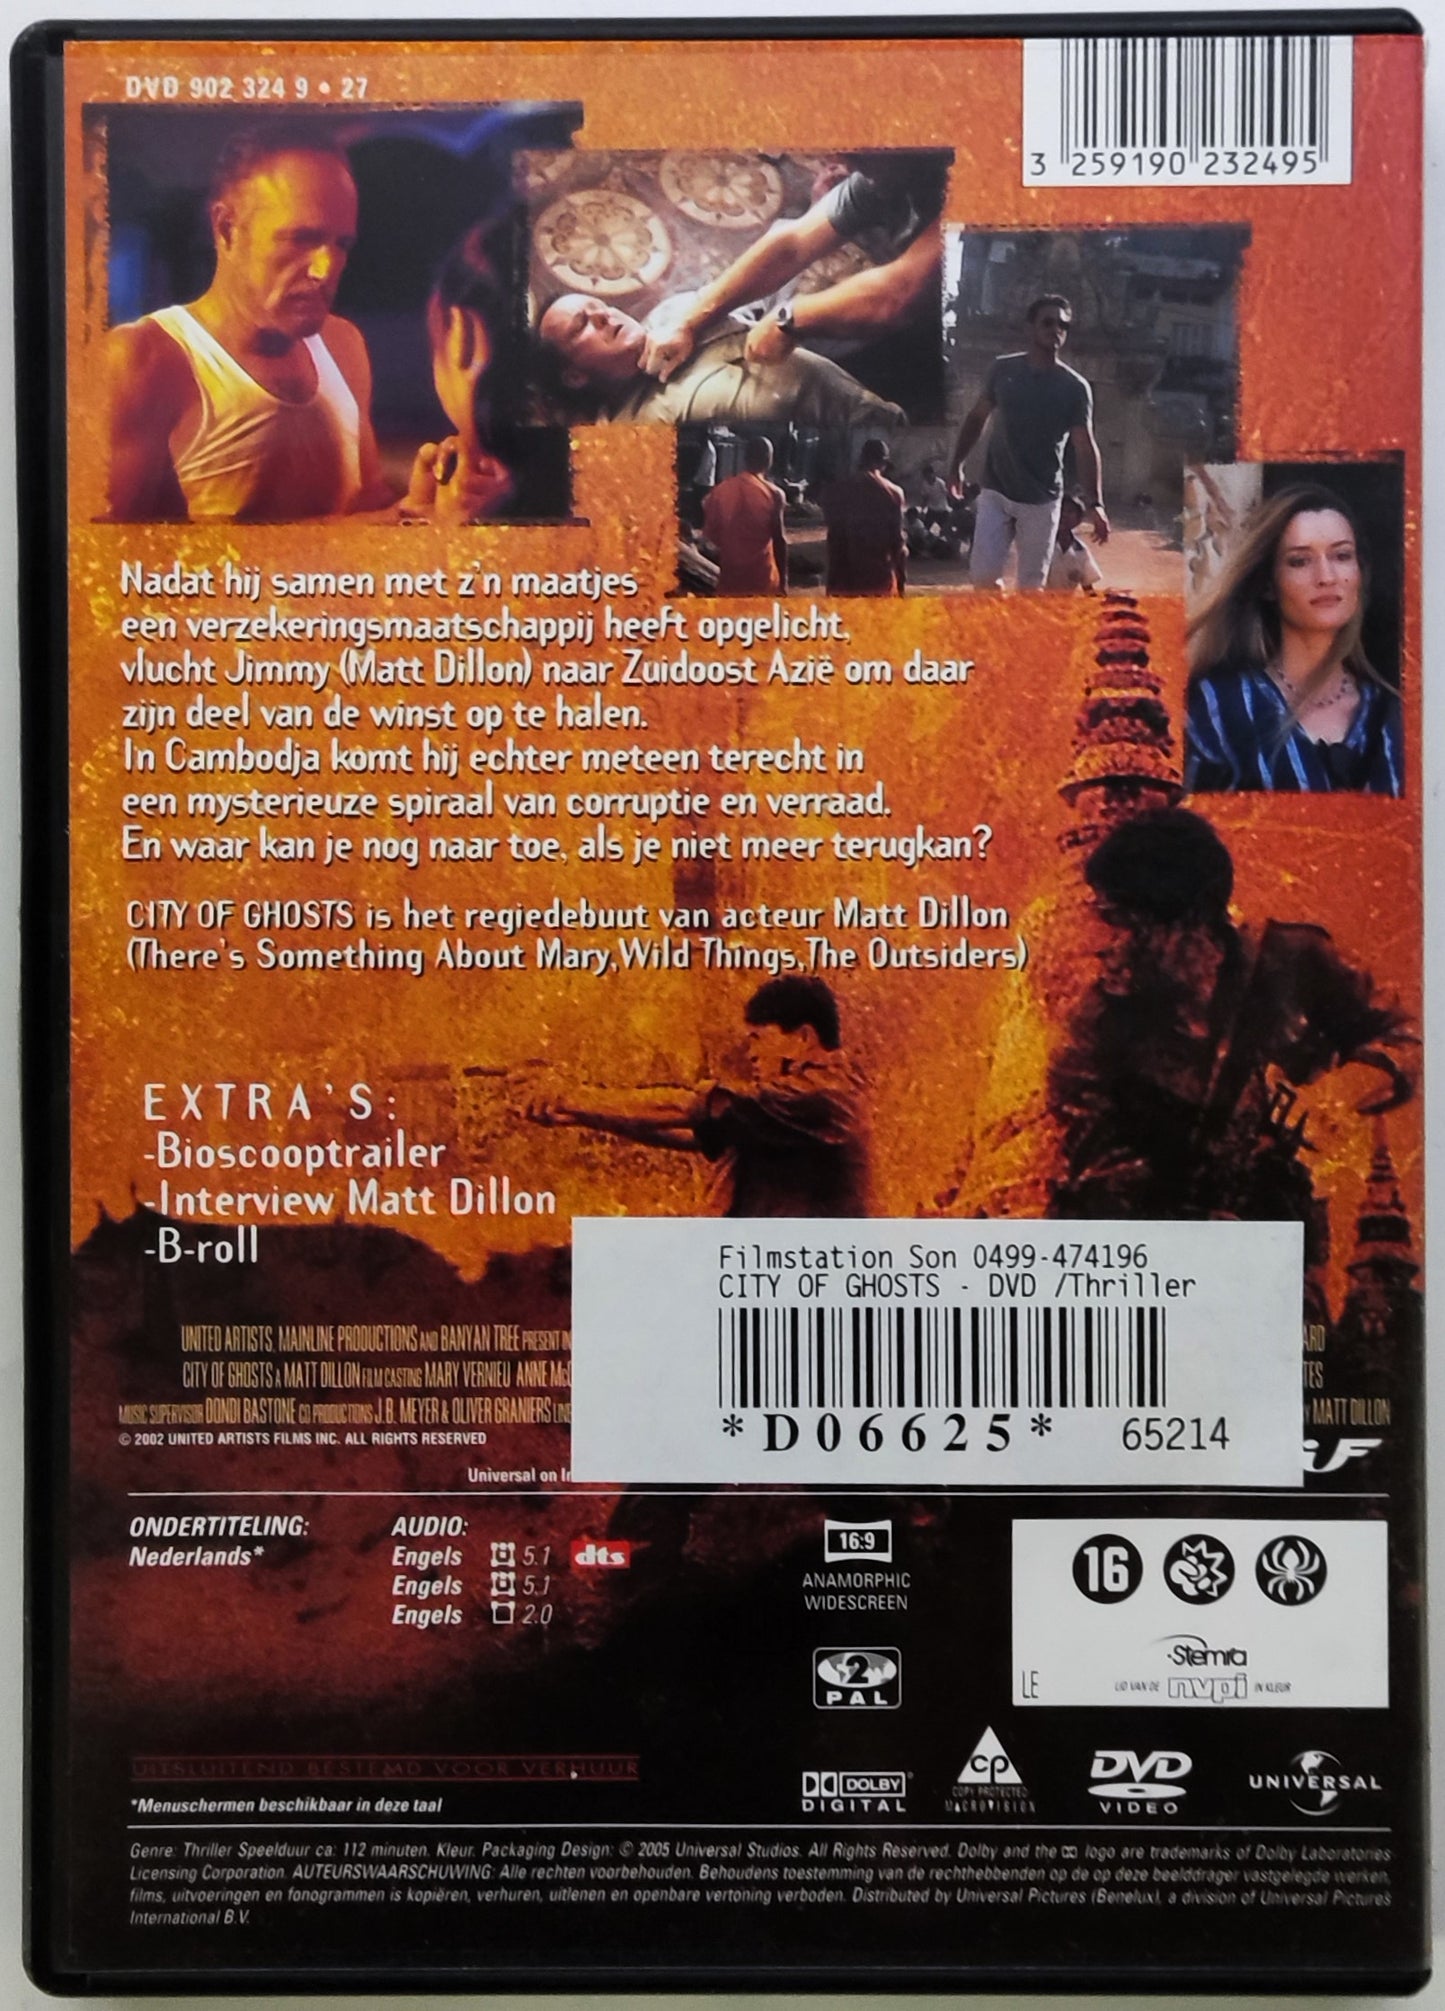 DVD 902 324 9 • 27
3 259190 232495
Nadat hij samen met z'n maatjes
een verzekeringsmaatschappij heeft opgelicht,
vlucht Jimmy (Matt Dillon) naar Zuidoost Azië om daar
zijn deel van de winst op te halen.
In Cambodja komt hij echter meteen terecht in
een mysterieuze spiraal van corruptie en verraad.
En waar kan je nog naar toe, als je niet meer terugkan?
CITY OF GHOSTS is het regiedebuut van acteur Matt Dillon
(There's Something About Mary,Wild Things,The Outsiders)
EXTRA'S:
-Bioscooptrailer
-Interview Matt Dillon
-B-roll
Filmstation Son 0499-474196
CITY OF GHOSTS - DVD /Thriller
*D06625* 65214
UNITED ARTISTS, MAINLINE PRODUCTIONS AND BANYAN TREE PRESENT
CITY OF GHOSTS A MATT DILLON FILM CASTING MARY VERNIEU ANNE
MUSIC SUPERVISOR DONDI BASTONE CO PRODUCTIONS J.B. MEYER & OLIVER GRANIERS MATT DILLON
© 2002 UNITED ARTISTS FILMS INC. ALL RIGHTS RESERVED
Universal on
ONDERTITELING:
Nederlands*
AUDIO:
Engels 5.1 dts
Engels 5.1
Engels 2.0
16:9
ANAMORPHIC
WIDESCREEN
2
PAL
16
Stemra
LE LID VAN DE nvpi IN KLEUR
UITSLUITEND BESTEMD VOOR VERHUUR
*Menuschermen beschikbaar in deze taal
DOLBY
DIGITAL
CP
COPY PROTECTED
MACROVISION
DVD
VIDEO
UNIVERSAL
Genre: Thriller Speelduur ca: 112 minuten. Kleur. Packaging Design: © 2005 Universal Studios. All Rights Reserved. Dolby and the logo are trademarks of Dolby Laboratories
Licensing Corporation. AUTEURSWAARSCHUWING: Alle rechten voorbehouden. Behoudens toestemming van de rechthebbenden op de op deze beelddrager vastgelegde werken,
films, uitvoeringen en fonogrammen is kopiëren, verhuren, uitlenen en openbare vertoning verboden. Distributed by Universal Pictures (Benelux), a division of Universal Pictures
International B.V.